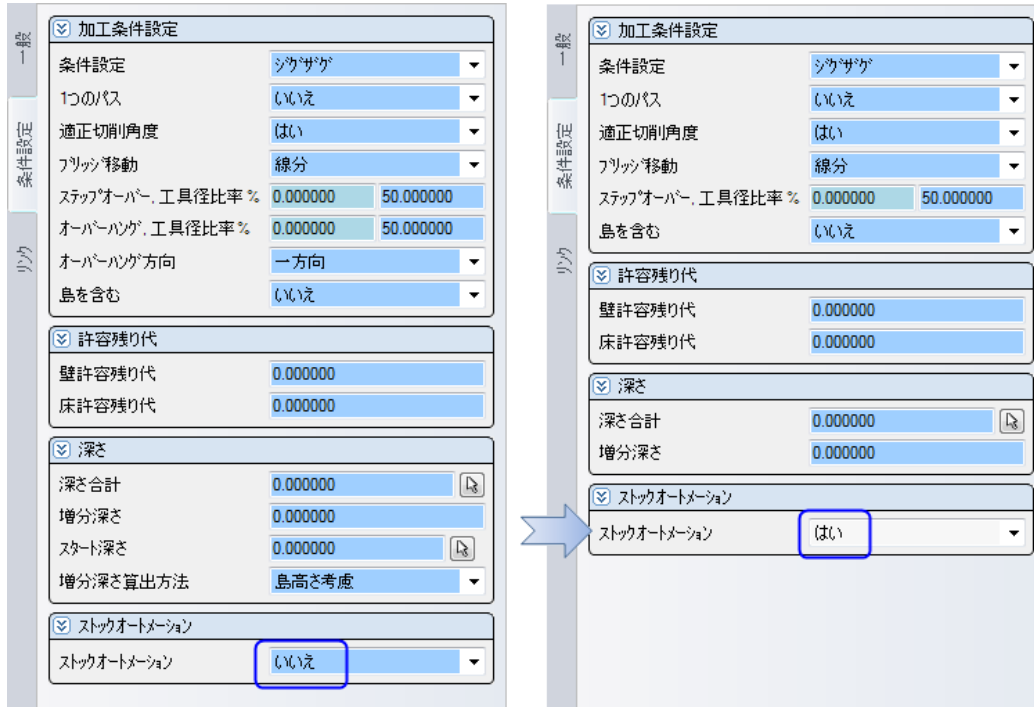 一般
条件設定
リンク
加工条件設定
条件設定 ジグザグ
1つのパス いいえ
適正切削角度 はい
ブリッジ移動 線分
ステップオーバー, 工具径比率 % 0.000000 50.000000
オーバーハング, 工具径比率 % 0.000000 50.000000
オーバーハング方向 一方向
島を含む いいえ
許容残り代
壁許容残り代 0.000000
床許容残り代 0.000000
深さ
深さ合計 0.000000
増分深さ 0.000000
スタート深さ 0.000000
増分深さ算出方法 島高さ考慮
ストックオートメーション
ストックオートメーション いいえ
一般
条件設定
リンク
加工条件設定
条件設定 ジグザグ
1つのパス いいえ
適正切削角度 はい
ブリッジ移動 線分
ステップオーバー, 工具径比率 % 0.000000 50.000000
島を含む いいえ
許容残り代
壁許容残り代 0.000000
床許容残り代 0.000000
深さ
深さ合計 0.000000
増分深さ 0.000000
ストックオートメーション
ストックオートメーション はい